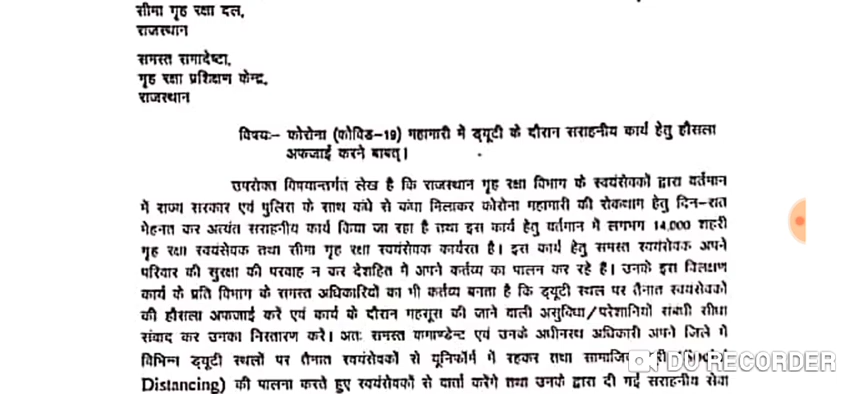 सीमा गृह रक्षा दल,
राजस्थान
समस्त समादेष्टा,
गृह रक्षा प्रशिक्षण केन्द्र,
राजस्थान
विषयः- कोरोना (कोविड-19) महामारी में ड्यूटी के दौरान सराहनीय कार्य हेतु हौसला
अफजाई करने बाबत्।
उपरोक्त विषयान्तर्गत लेख है कि राजस्थान गृह रक्षा विभाग के स्वयंसेवकों द्वारा वर्तमान
में राज्य सरकार एवं पुलिस के साथ कंधे से कंधा मिलाकर कोरोना महामारी की रोकथाम हेतु दिन-रात
मेहनत कर अत्यंत सराहनीय कार्य किया जा रहा है तथा इस कार्य हेतु वर्तमान में लगभग 14,000 शहरी
गृह रक्षा स्वयंसेवक तथा सीमा गृह रक्षा स्वयंसेवक कार्यरत है। इस कार्य हेतु समस्त स्वयंसेवक अपने
परिवार की सुरक्षा की परवाह न कर देशहित में अपने कर्तव्य का पालन कर रहे है। उनके इस विलक्षण
कार्य के प्रति विभाग के समस्त अधिकारियों का भी कर्तव्य बनता है कि ड्यूटी स्थल पर तैनात स्वयंसेवकों
की हौसला अफजाई करें एवं कार्य के दौरान महसूस की जाने वाली असुविधा/परेशानियों संबंधी सीधा
संवाद कर उनका निस्तारण करें। अतः समस्त कमाण्डेन्ट एवं उनके अधीनस्थ अधिकारी अपने जिले में
विभिन्न ड्यूटी स्थलों पर तैनात स्वयंसेवकों से यूनिफॉर्म में रहकर तथा सामाजिक
DU RECORDER
Distancing) की पालना करते हुए स्वयंसेवकों से वार्ता करेंगे तथा उनके द्वारा दी गई सराहनीय सेवा